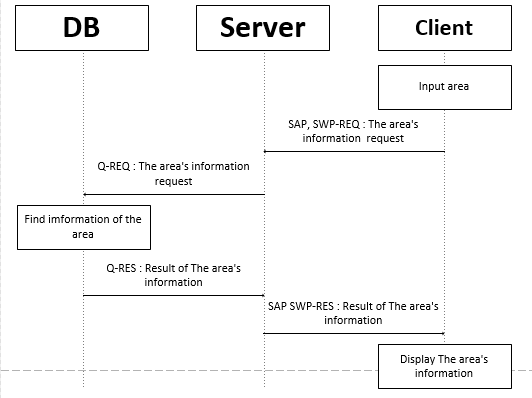 DB
Server
Client
Input area
SAP, SWP-REQ : The area's
information request
Q-REQ : The area's information
request
Find imformation of the
area
Q-RES : Result of The area's
information
SAP SWP-RES : Result of The area's
information
Display The area's
information